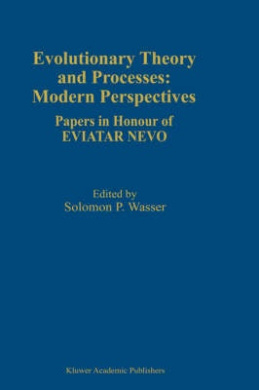 Evolutionary Theory
and Processes:
Modern Perspectives
Papers in Honour of
EVIATAR NEVO
Edited by
Solomon P. Wasser
Kluwer Academic Publishers